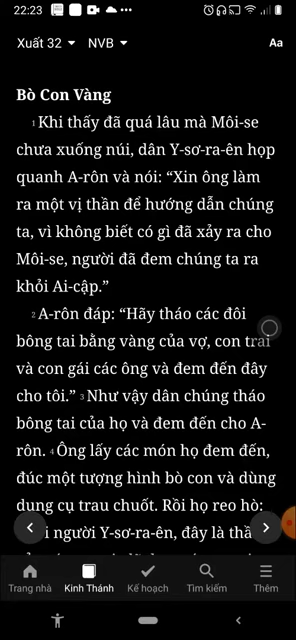 22:23
Xuất 32 NVB Aa
Bò Con Vàng
1 Khi thấy đã quá lâu mà Môi-se
chưa xuống núi, dân Y-sơ-ra-ên họp
quanh A-rôn và nói: “Xin ông làm
ra một vị thần để hướng dẫn chúng
ta, vì không biết có gì đã xảy ra cho
Môi-se, người đã đem chúng ta ra
khỏi Ai-cập.”
2 A-rôn đáp: “Hãy tháo các đôi
bông tai bằng vàng của vợ, con trai
và con gái các ông và đem đến đây
cho tôi.” 3 Như vậy dân chúng tháo
bông tai của họ và đem đến cho A-
rôn. 4 Ông lấy các món họ đem đến,
đúc một tượng hình bò con và dùng
dụng cụ trau chuốt. Rồi họ reo hò:
người Y-sơ-ra-ên, đây là
Trang nhà Kinh Thánh Kế hoạch Tìm kiếm Thêm